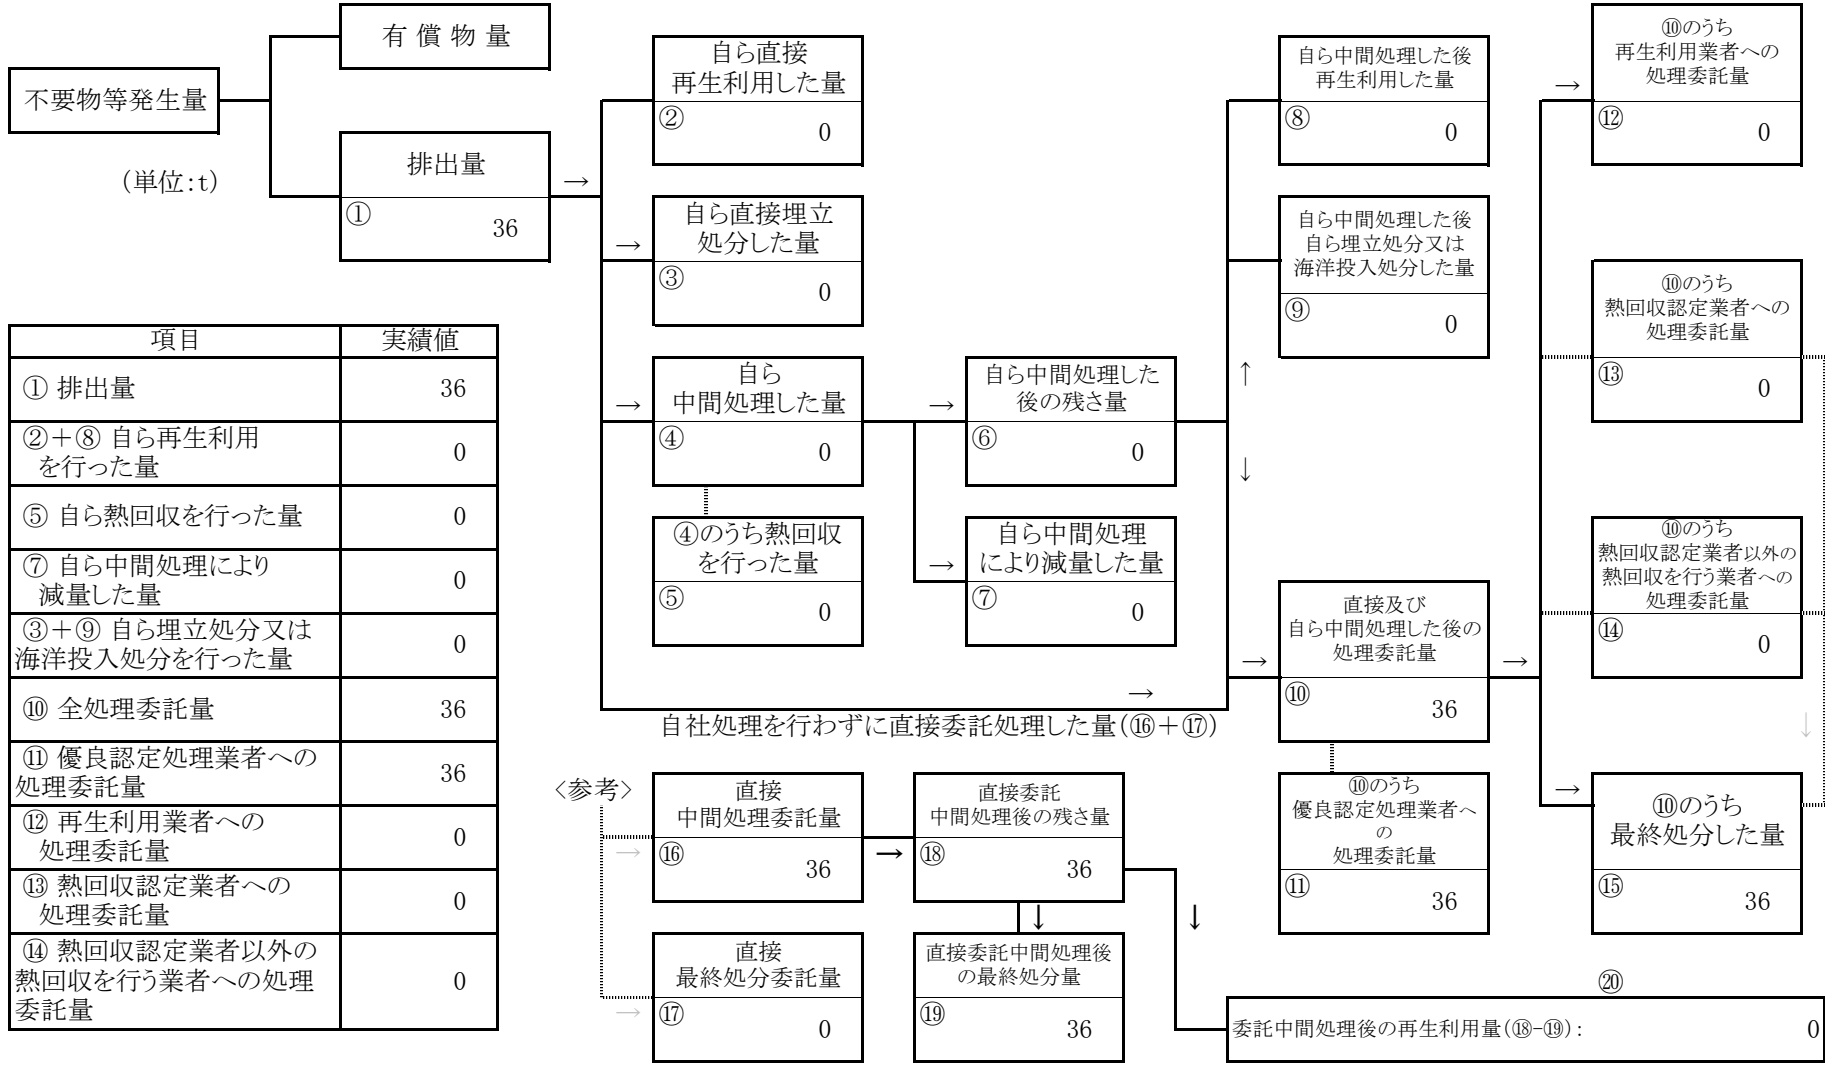 不要物等発生量
有償物量
(単位:t)
排出量
①
36
→
自ら直接
再生利用した量
②
0
→
自ら直接埋立
処分した量
③
0
→
自ら
中間処理した量
④
0
④のうち熱回収
を行った量
⑤
0
→
自ら中間処理した
後の残さ量
⑥
0
→
自ら中間処理
により減量した量
⑦
0
自ら中間処理した後
再生利用した量
⑧
0
自ら中間処理した後
自ら埋立処分又は
海洋投入処分した量
⑨
0
↑
↓
→
自社処理を行わずに直接委託処理した量(⑯+⑰)
→
直接及び
自ら中間処理した後の
処理委託量
⑩
36
⑩のうち
優良認定処理業者へ
の
処理委託量
⑪
36
→
→
⑩のうち
再生利用業者への
処理委託量
⑫
0
⑩のうち
熱回収認定業者への
処理委託量
⑬
0
⑩のうち
熱回収認定業者以外の
熱回収を行う業者への
処理委託量
⑭
0
↓
→
⑩のうち
最終処分した量
⑮
36
項目 実績値
① 排出量 36
②+⑧ 自ら再生利用
を行った量 0
⑤ 自ら熱回収を行った量 0
⑦ 自ら中間処理により
減量した量 0
③+⑨ 自ら埋立処分又は
海洋投入処分を行った量 0
⑩ 全処理委託量 36
⑪ 優良認定処理業者への
処理委託量 36
⑫ 再生利用業者への
処理委託量 0
⑬ 熱回収認定業者への
処理委託量 0
⑭ 熱回収認定業者以外の
熱回収を行う業者への処理
委託量 0
<参考>
→
直接
中間処理委託量
⑯
36
→
直接委託
中間処理後の残さ量
⑱
36
↓
↓
→
直接
最終処分委託量
⑰
0
直接委託中間処理後
の最終処分量
⑲
36
⑳
委託中間処理後の再生利用量(⑱-⑲): 0